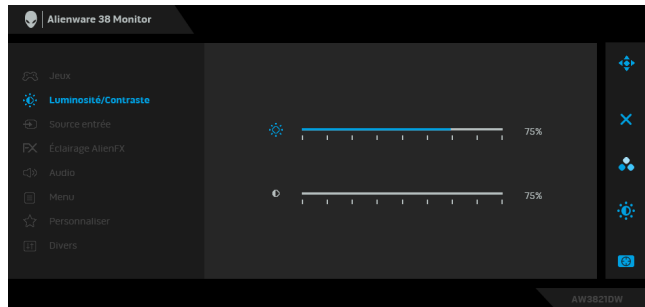 Alienware 38 Monitor
Jeux
Luminosité/Contraste
Source entrée
Éclairage AlienFX
Audio
Menu
Personnaliser
Divers
75%
75%
AW3821DW